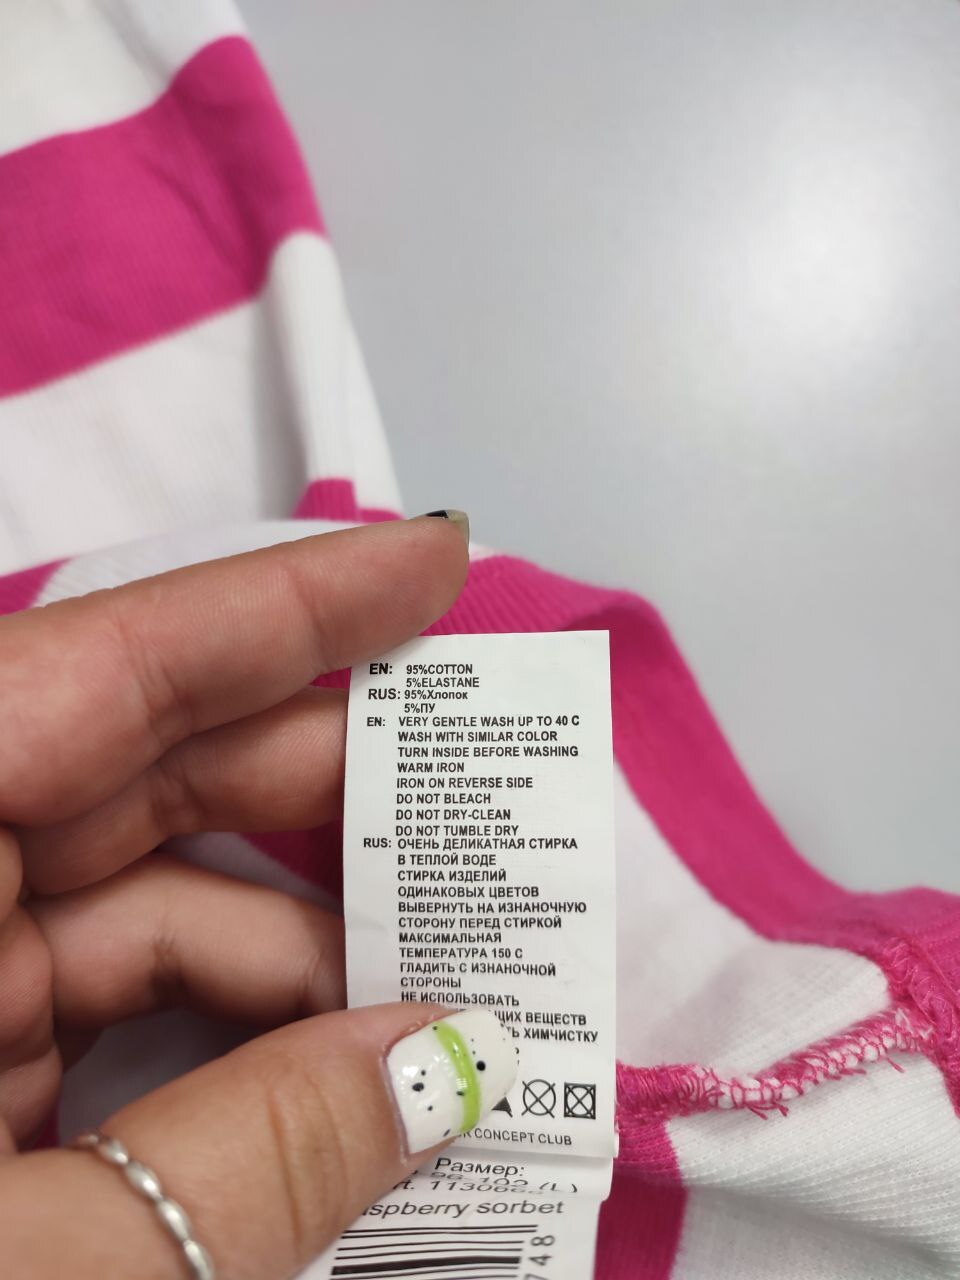 EN: 95%COTTON
5%ELASTANE
RUS: 95%Хлопок
5%ПУ
EN: VERY GENTLE WASH UP TO 40 C
WASH WITH SIMILAR COLOR
TURN INSIDE BEFORE WASHING
WARM IRON
IRON ON REVERSE SIDE
DO NOT BLEACH
DO NOT DRY-CLEAN
DO NOT TUMBLE DRY
RUS: ОЧЕНЬ ДЕЛИКАТНАЯ СТИРКА
В ТЕПЛОЙ ВОДЕ
СТИРКА ИЗДЕЛИЙ
ОДИНАКОВЫХ ЦВЕТОВ
ВЫВЕРНУТЬ НА ИЗНАНОЧНУЮ
СТОРОНУ ПЕРЕД СТИРКОЙ
МАКСИМАЛЬНАЯ
ТЕМПЕРАТУРА 150 С
ГЛАДИТЬ С ИЗНАНОЧНОЙ
СТОРОНЫ
НЕ ИСПОЛЬЗОВАТЬ
ВЕЩЕСТВ
ХИМЧИСТКУ
CONCEPT CLUB
Размер:
96-102 (L)
sorbet
748